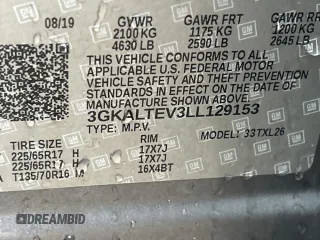 08/19 GVWR GAWR FRT GAWR RR
2100 KG 1175 KG 1200 KG
4630 LB 2590 LB 2645 LB
THIS VEHICLE CONFORMS TO ALL APPLICABLE
U.S. FEDERAL MOTOR
VEHICLE SAFETY AND THEFT PREVENTION
STANDARDS IN EFFECT ON THE DATE OF
MANUFACTURE SHOWN ABOVE.
3GKALTEV3LL129153
TYPE: M.P.V. MODEL: 33TXL26
TIRE SIZE RIM
225/65R17 H 17X7J
225/65R17 H 17X7J
T135/70R16 M 16X4BT
GM
DREAMBID